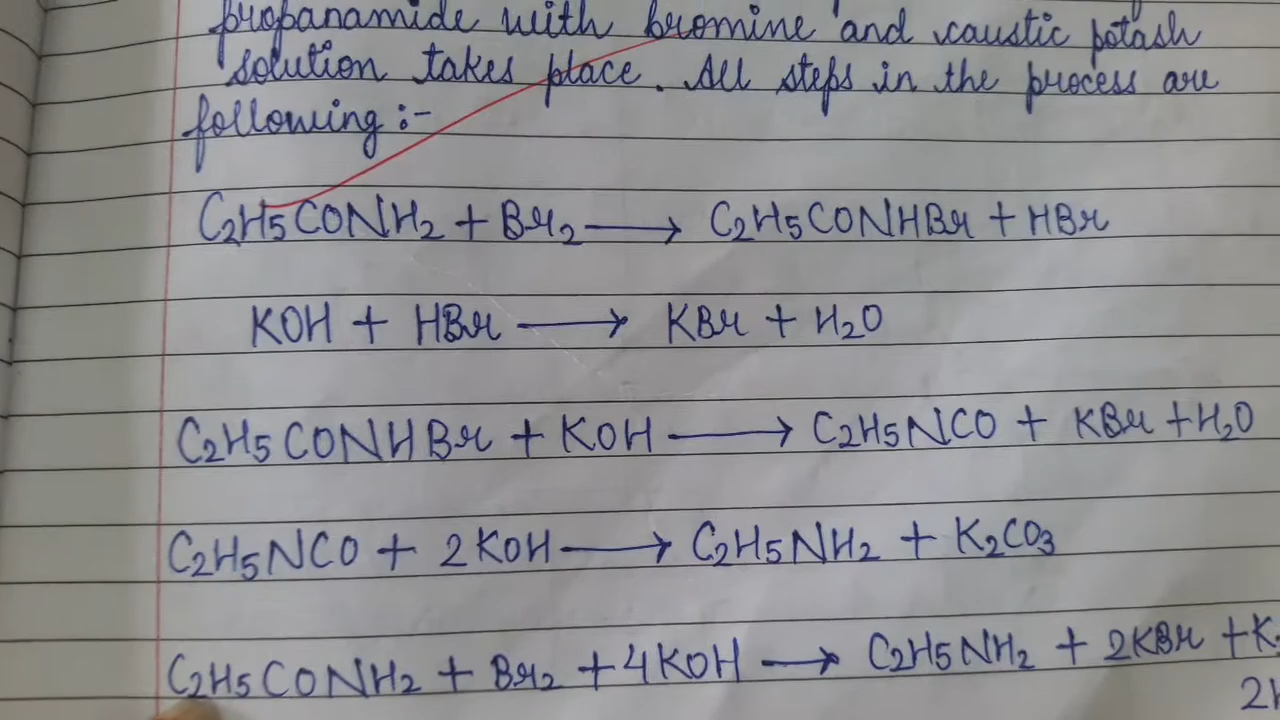 propanamide with bromine and caustic potash
solution takes place. All steps in the process are
following :-
C2H5CONH2 + Br2 ⟶ C2H5CONHBr + HBr
KOH + HBr ⟶ KBr + H2O
C2H5CONHBr + KOH ⟶ C2H5NCO + KBr + H2O
C2H5NCO + 2KOH ⟶ C2H5NH2 + K2CO3
C2H5CONH2 + Br2 + 4KOH ⟶ C2H5NH2 + 2KBr + K
2